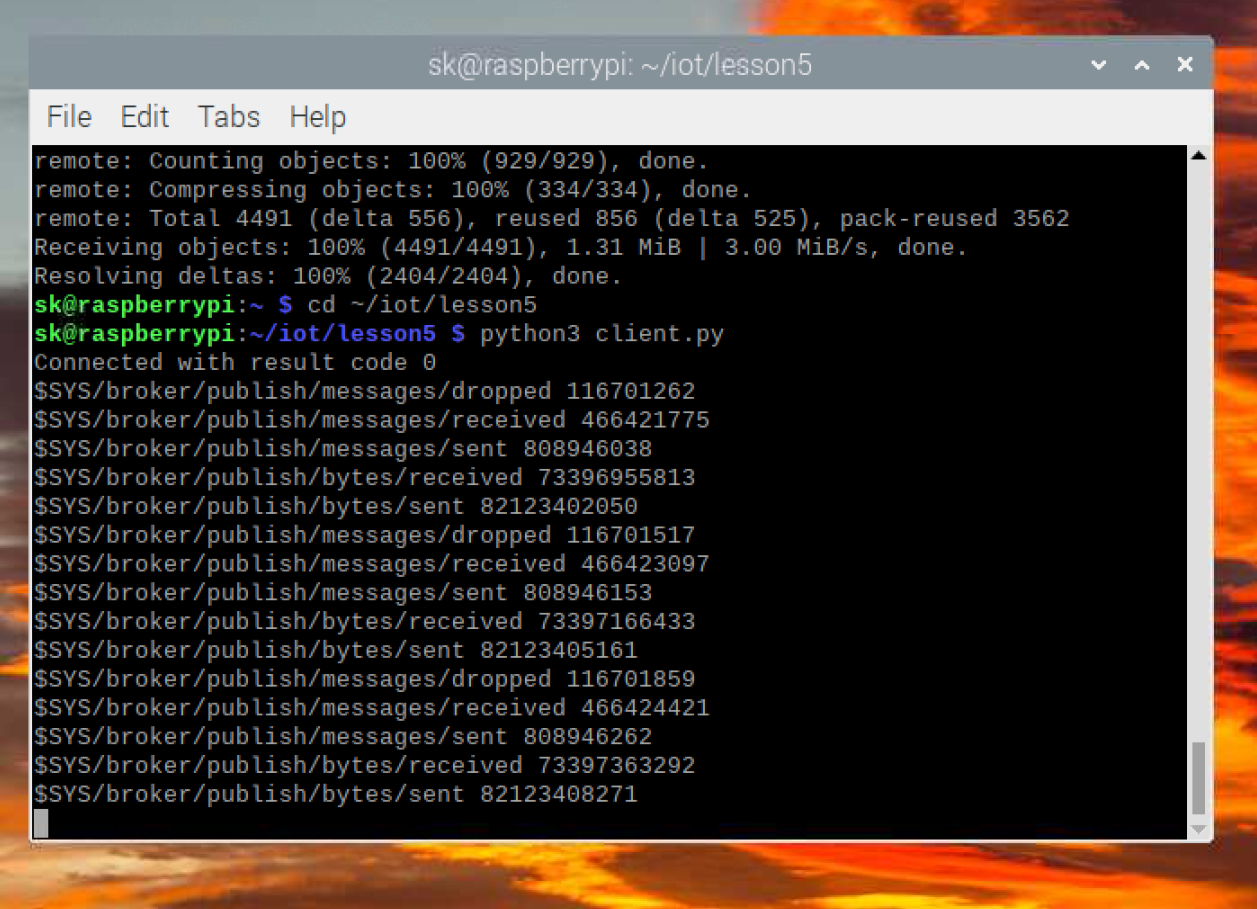 sk@raspberrypi: ~/iot/lesson5
File Edit Tabs Help
remote: Counting objects: 100% (929/929), done.
remote: Compressing objects: 100% (334/334), done.
remote: Total 4491 (delta 556), reused 856 (delta 525), pack-reused 3562
Receiving objects: 100% (4491/4491), 1.31 MiB | 3.00 MiB/s, done.
Resolving deltas: 100% (2404/2404), done.
sk@raspberrypi:~ $ cd ~/iot/lesson5
sk@raspberrypi:~/iot/lesson5 $ python3 client.py
Connected with result code 0
$SYS/broker/publish/messages/dropped 116701262
$SYS/broker/publish/messages/received 466421775
$SYS/broker/publish/messages/sent 808946038
$SYS/broker/publish/bytes/received 73396955813
$SYS/broker/publish/bytes/sent 82123402050
$SYS/broker/publish/messages/dropped 116701517
$SYS/broker/publish/messages/received 466423097
$SYS/broker/publish/messages/sent 808946153
$SYS/broker/publish/bytes/received 73397166433
$SYS/broker/publish/bytes/sent 82123405161
$SYS/broker/publish/messages/dropped 116701859
$SYS/broker/publish/messages/received 466424421
$SYS/broker/publish/messages/sent 808946262
$SYS/broker/publish/bytes/received 73397363292
$SYS/broker/publish/bytes/sent 82123408271